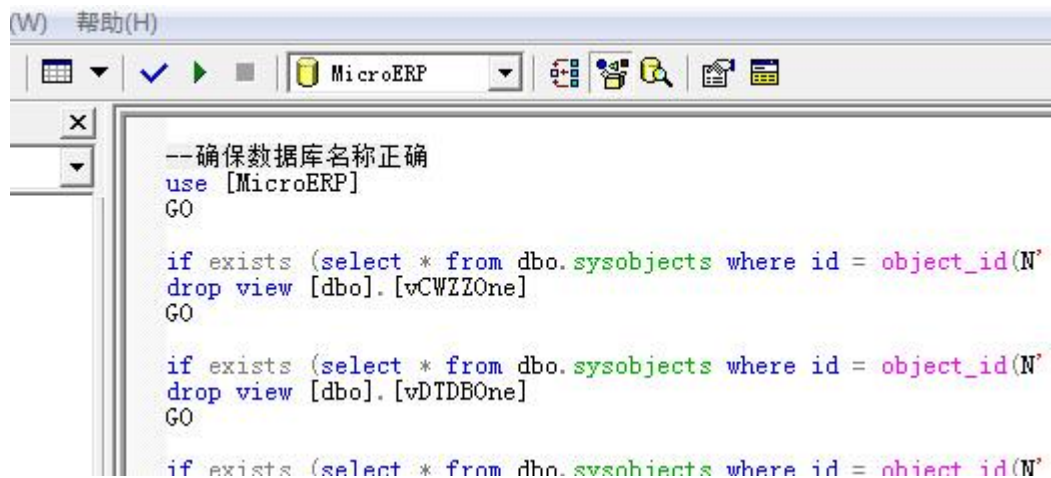 (W) 帮助(H)
MicroERP
--确保数据库名称正确
use [MicroERP]
GO
if exists (select * from dbo.sysobjects where id = object_id(N'
drop view [dbo].[vCWZZOne]
GO
if exists (select * from dbo.sysobjects where id = object_id(N'
drop view [dbo].[vDTDBOne]
GO
if exists (select * from dbo.sysobjects where id = object_id(N'